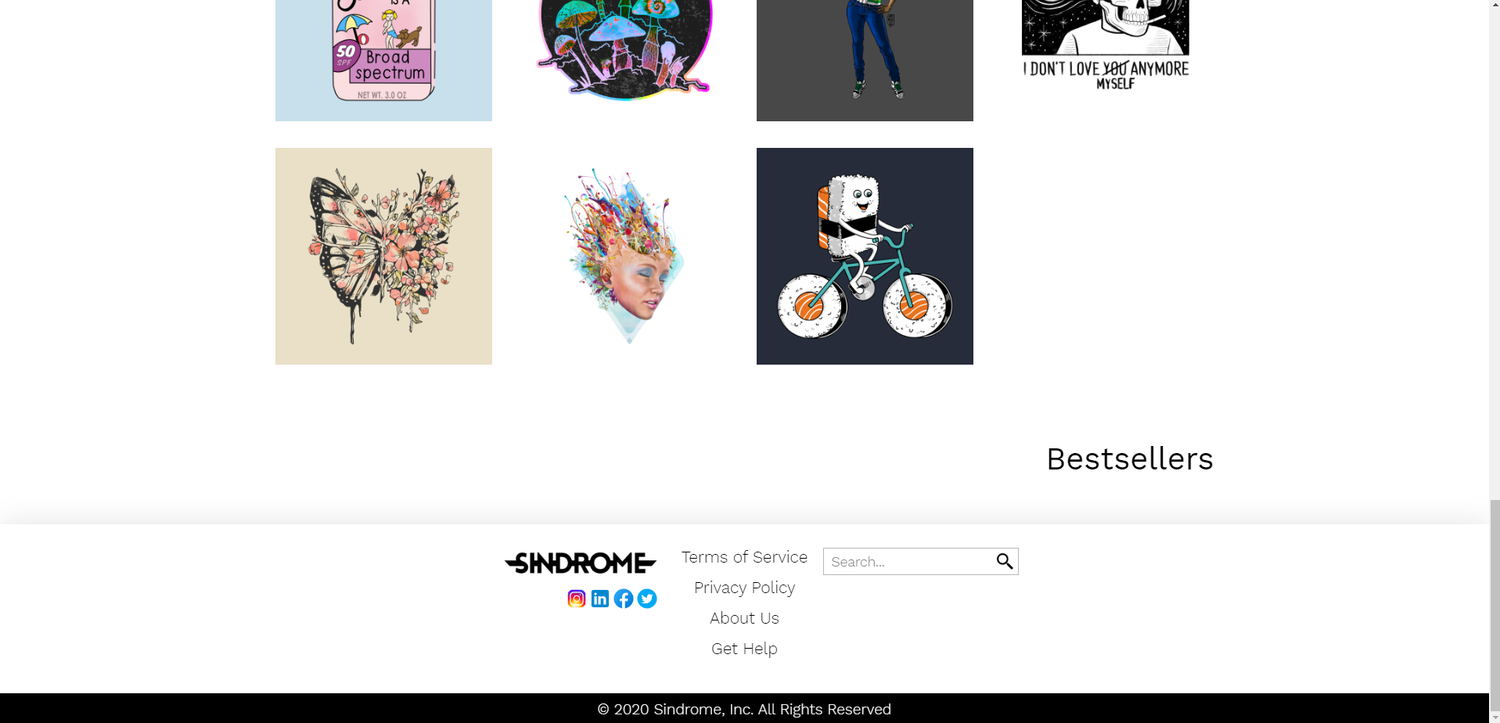 IS A
50
SPF
Broad
spectrum
NET WT. 3.0 OZ
I DON'T LOVE YOU ANYMORE
MYSELF
Bestsellers
SINDROME
Terms of Service
Privacy Policy
About Us
Get Help
Search...
© 2020 Sindrome, Inc. All Rights Reserved